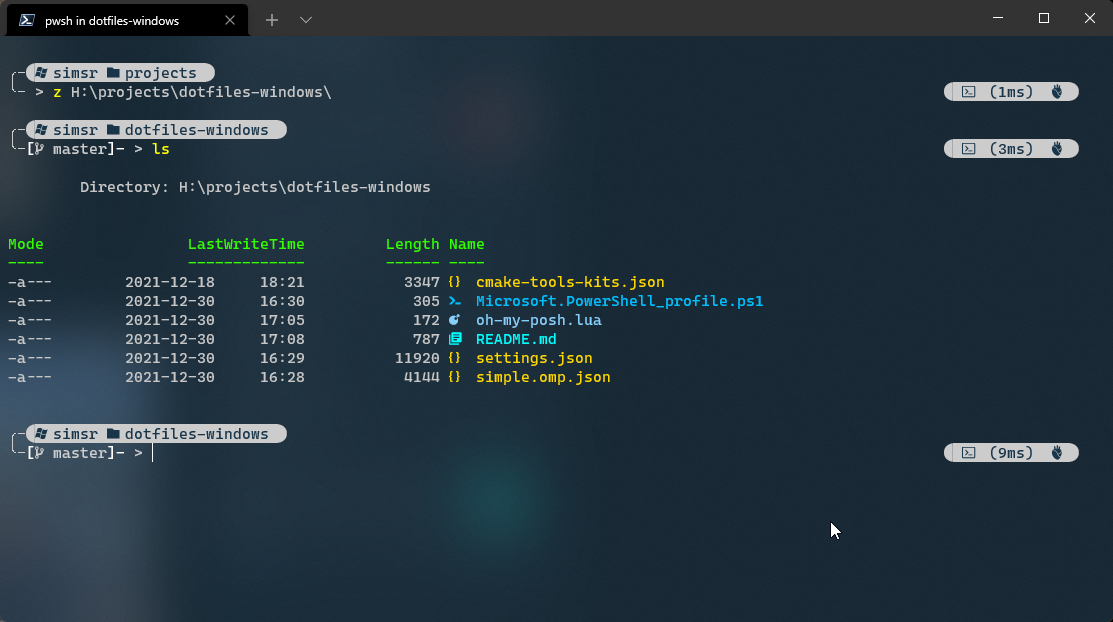 pwsh in dotfiles-windows
simsr projects
> z H:\projects\dotfiles-windows\ (1ms)
simsr dotfiles-windows
[ master]- > ls (3ms)
Directory: H:\projects\dotfiles-windows
Mode LastWriteTime Length Name
---- ------------- ------ ----
-a--- 2021-12-18 18:21 3347 {} cmake-tools-kits.json
-a--- 2021-12-30 16:30 305 Microsoft.PowerShell_profile.ps1
-a--- 2021-12-30 17:05 172 oh-my-posh.lua
-a--- 2021-12-30 17:08 787 README.md
-a--- 2021-12-30 16:29 11920 {} settings.json
-a--- 2021-12-30 16:28 4144 {} simple.omp.json
simsr dotfiles-windows
[ master]- > (9ms)